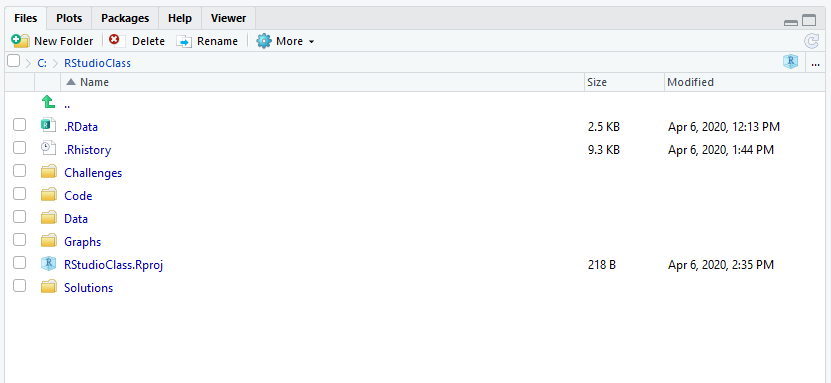 Files Plots Packages Help Viewer
New Folder Delete Rename More
C: RStudioClass R ...
Name Size Modified
..
.RData 2.5 KB Apr 6, 2020, 12:13 PM
.Rhistory 9.3 KB Apr 6, 2020, 1:44 PM
Challenges
Code
Data
Graphs
RStudioClass.Rproj 218 B Apr 6, 2020, 2:35 PM
Solutions